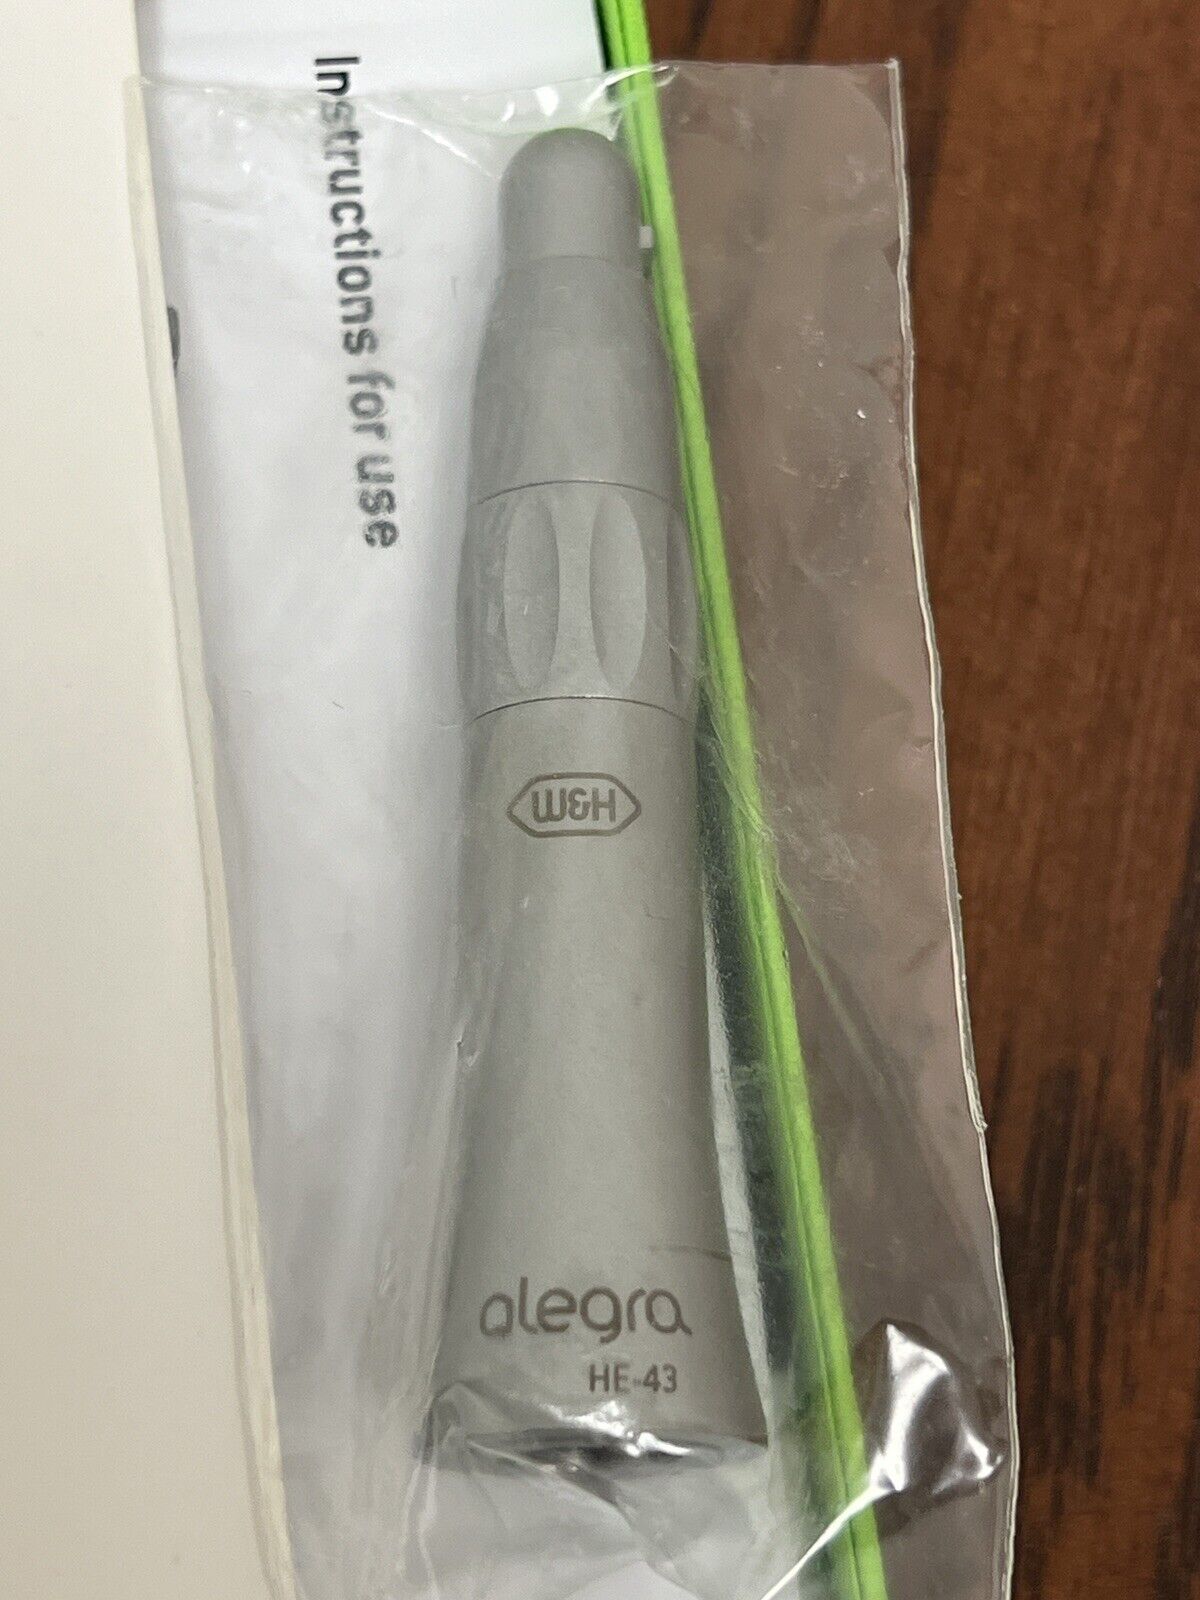 Instructions for use
W&H
alegra
HE-43